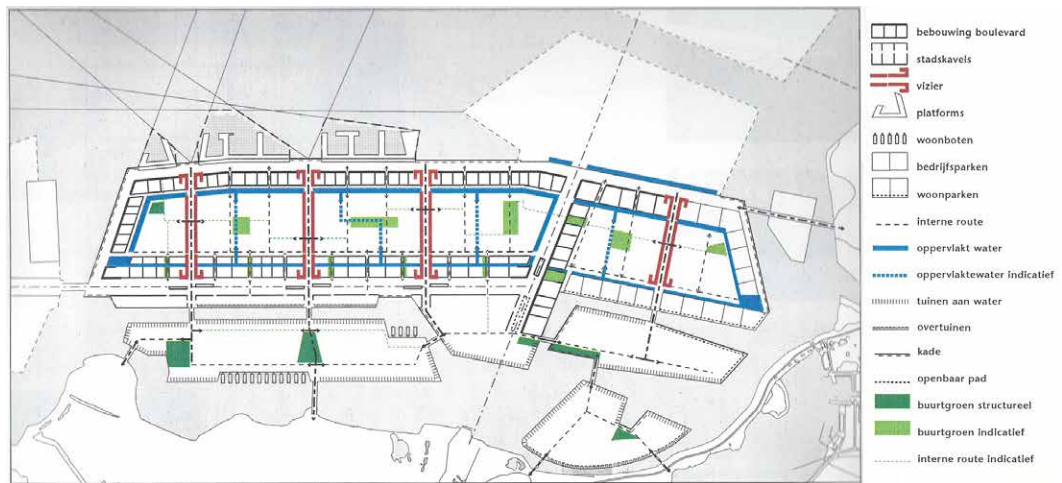 bebouwing boulevard
stadskavels
vizier
platforms
woonboten
bedrijfsparken
woonparken
interne route
oppervlakt water
oppervlaktewater indicatief
tuinen aan water
overtuinen
kade
openbaar pad
buurtgroen structureel
buurtgroen indicatief
interne route indicatief